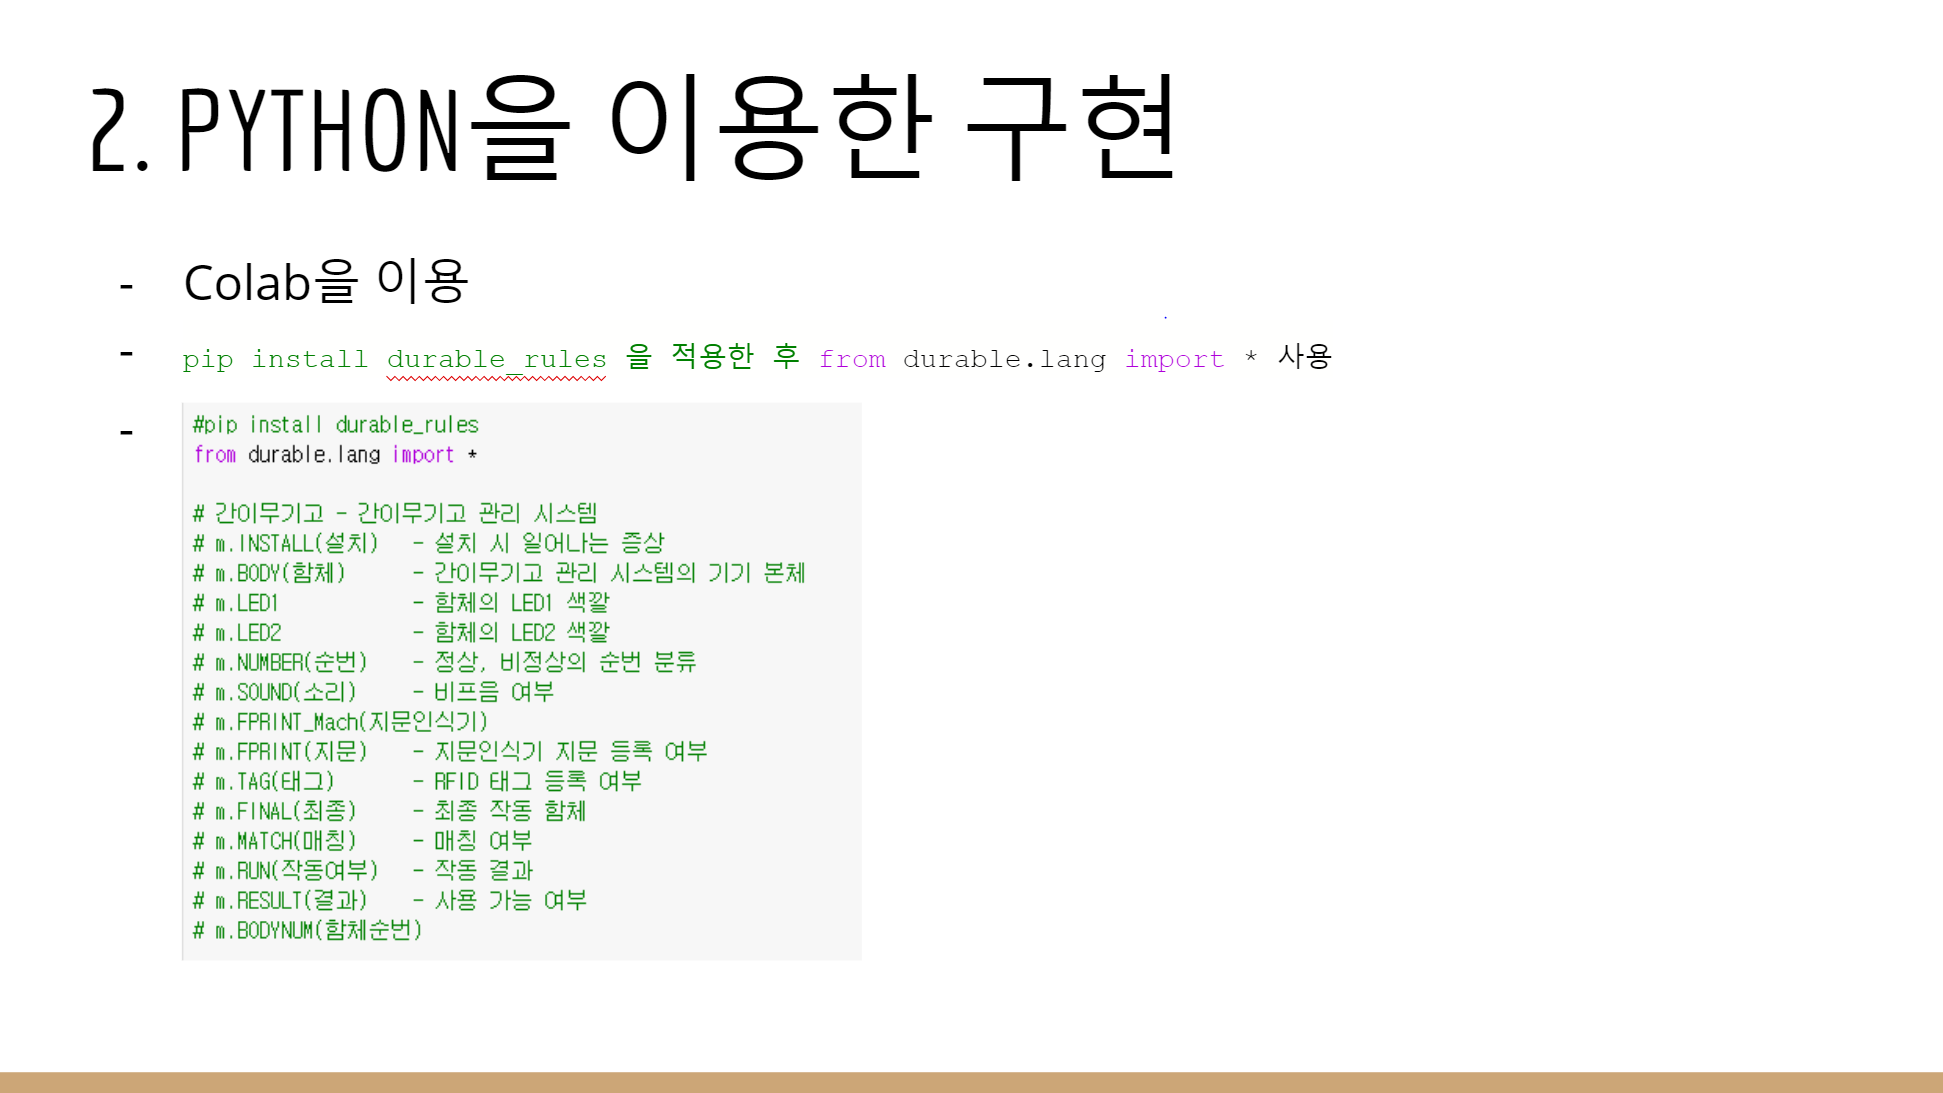 2. PYTHON을 이용한 구현
- Colab을 이용
- pip install durable_rules 을 적용한 후 from durable.lang import * 사용
- #pip install durable_rules
from durable.lang import *
# 간이무기고 - 간이무기고 관리 시스템
# m.INSTALL(설치) - 설치 시 일어나는 증상
# m.BODY(함체) - 간이무기고 관리 시스템의 기기 본체
# m.LED1 - 함체의 LED1 색깔
# m.LED2 - 함체의 LED2 색깔
# m.NUMBER(순번) - 정상, 비정상의 순번 분류
# m.SOUND(소리) - 비프음 여부
# m.FPRINT_Mach(지문인식기)
# m.FPRINT(지문) - 지문인식기 지문 등록 여부
# m.TAG(태그) - RFID 태그 등록 여부
# m.FINAL(최종) - 최종 작동 함체
# m.MATCH(매칭) - 매칭 여부
# m.RUN(작동여부) - 작동 결과
# m.RESULT(결과) - 사용 가능 여부
# m.BODYNUM(함체순번)